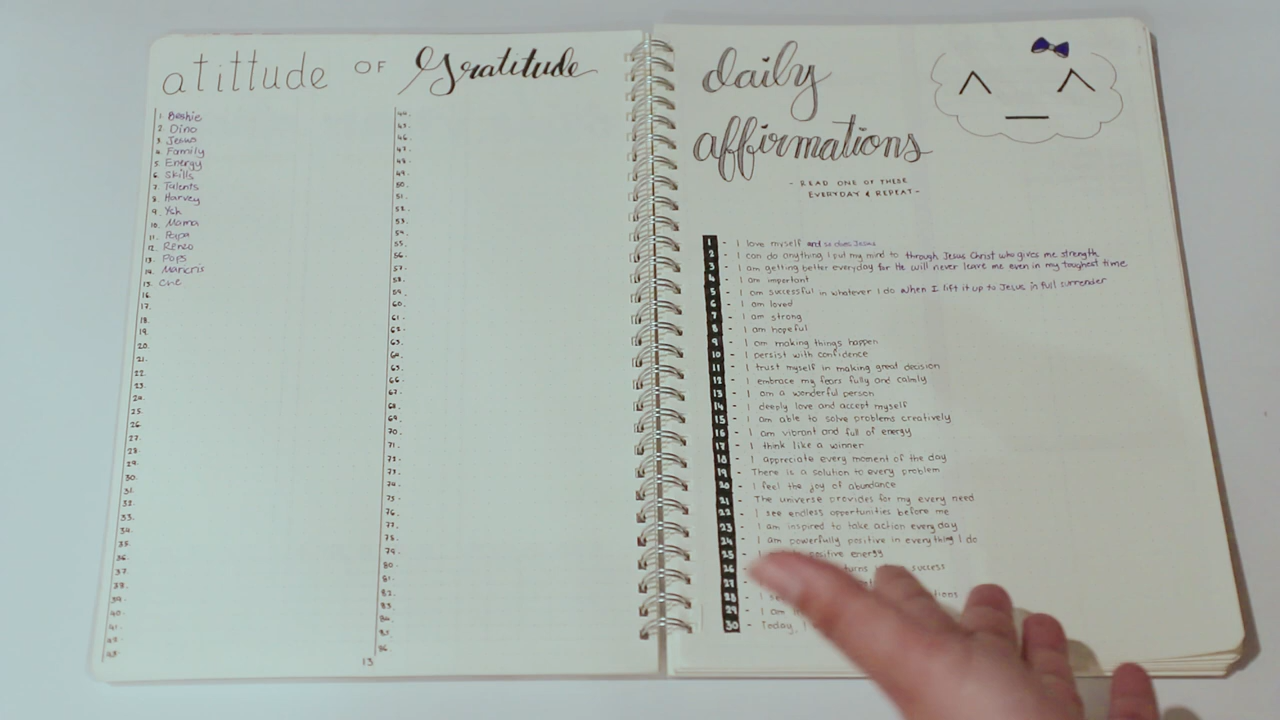 atittude OF Gratitude
1. Beshie
2. Dino
3. Jesus
4. Family
5. Energy
6. Skills
7. Talents
8. Harvey
9. Ysk
10. Mama
11. Papa
12. Renzo
13. Pops
14. Mancris
15. Che
16.
17.
18.
19.
20.
21.
22.
23.
24.
25.
26.
27.
28.
29.
30.
31.
32.
33.
34.
35.
36.
37.
38.
39.
40.
41.
42.
43.
44.
45.
46.
47.
48.
49.
50.
51.
52.
53.
54.
55.
56.
57.
58.
59.
60.
61.
62.
63.
64.
65.
66.
67.
68.
69.
70.
71.
72.
73.
74.
75.
76.
77.
78.
79.
80.
81.
82.
83.
84.
85.
86.
13
daily
affirmations
- READ ONE OF THESE
EVERYDAY & REPEAT -
1 - I love myself and so does Jesus
2 - I can do anything I put my mind to through Jesus Christ who gives me strength
3 - I am getting better everyday for He will never leave me even in my toughest time
4 - I am important
5 - I am successful in whatever I do when I lift it up to Jesus in full surrender
6 - I am loved
7 - I am strong
8 - I am hopeful
9 - I am making things happen
10 - I persist with confidence
11 - I trust myself in making great decision
12 - I embrace my fears fully and calmly
13 - I am a wonderful person
14 - I deeply love and accept myself
15 - I am able to solve problems creatively
16 - I am vibrant and full of energy
17 - I think like a winner
18 - I appreciate every moment of the day
19 - There is a solution to every problem
20 - I feel the joy of abundance
21 - The universe provides for my every need
22 - I see endless opportunities before me
23 - I am inspired to take action everyday
24 - I am powerfully positive in everything I do
25 - I positive energy
26 - success
27 -
28 - I
29 - I am
30 - Today, I